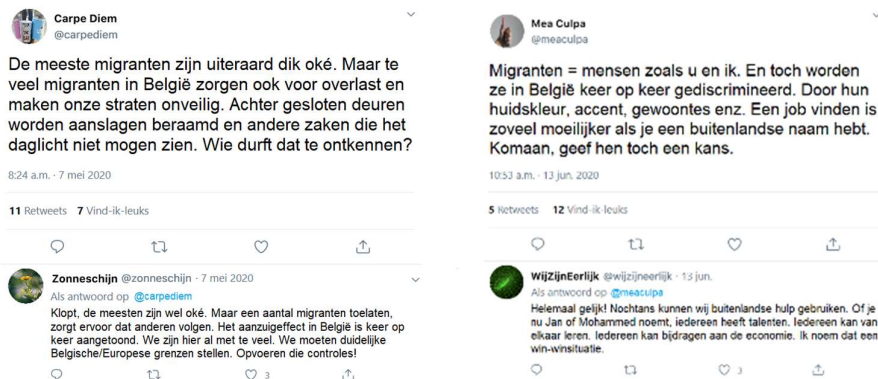 Carpe Diem
@carpediem
De meeste migranten zijn uiteraard dik oké. Maar te
veel migranten in België zorgen ook voor overlast en
maken onze straten onveilig. Achter gesloten deuren
worden aanslagen beraamd en andere zaken die het
daglicht niet mogen zien. Wie durft dat te ontkennen?
8:24 a.m. · 7 mei 2020
11 Retweets 7 Vind-ik-leuks
Zonneschijn @zonneschijn · 7 mei 2020
Als antwoord op @carpediem
Klopt, de meesten zijn wel oké. Maar een aantal migranten toelaten,
zorgt ervoor dat anderen volgen. Het aanzuigeffect in België is keer op
keer aangetoond. We zijn hier al met te veel. We moeten duidelijke
Belgische/Europese grenzen stellen. Opvoeren die controles!
3
Mea Culpa
@meaculpa
Migranten = mensen zoals u en ik. En toch worden
ze in België keer op keer gediscrimineerd. Door hun
huidskleur, accent, gewoontes enz. Een job vinden is
zoveel moeilijker als je een buitenlandse naam hebt.
Komaan, geef hen toch een kans.
10:53 a.m. · 13 jun. 2020
5 Retweets 12 Vind-ik-leuks
WijZijnEerlijk @wijzijneerlijk · 13 jun.
Als antwoord op @meaculpa
Helemaal gelijk! Nochtans kunnen wij buitenlandse hulp gebruiken. Of je
nu Jan of Mohammed noemt, iedereen heeft talenten. Iedereen kan van
elkaar leren. Iedereen kan bijdragen aan de economie. Ik noem dat een
win-winsituatie.
3